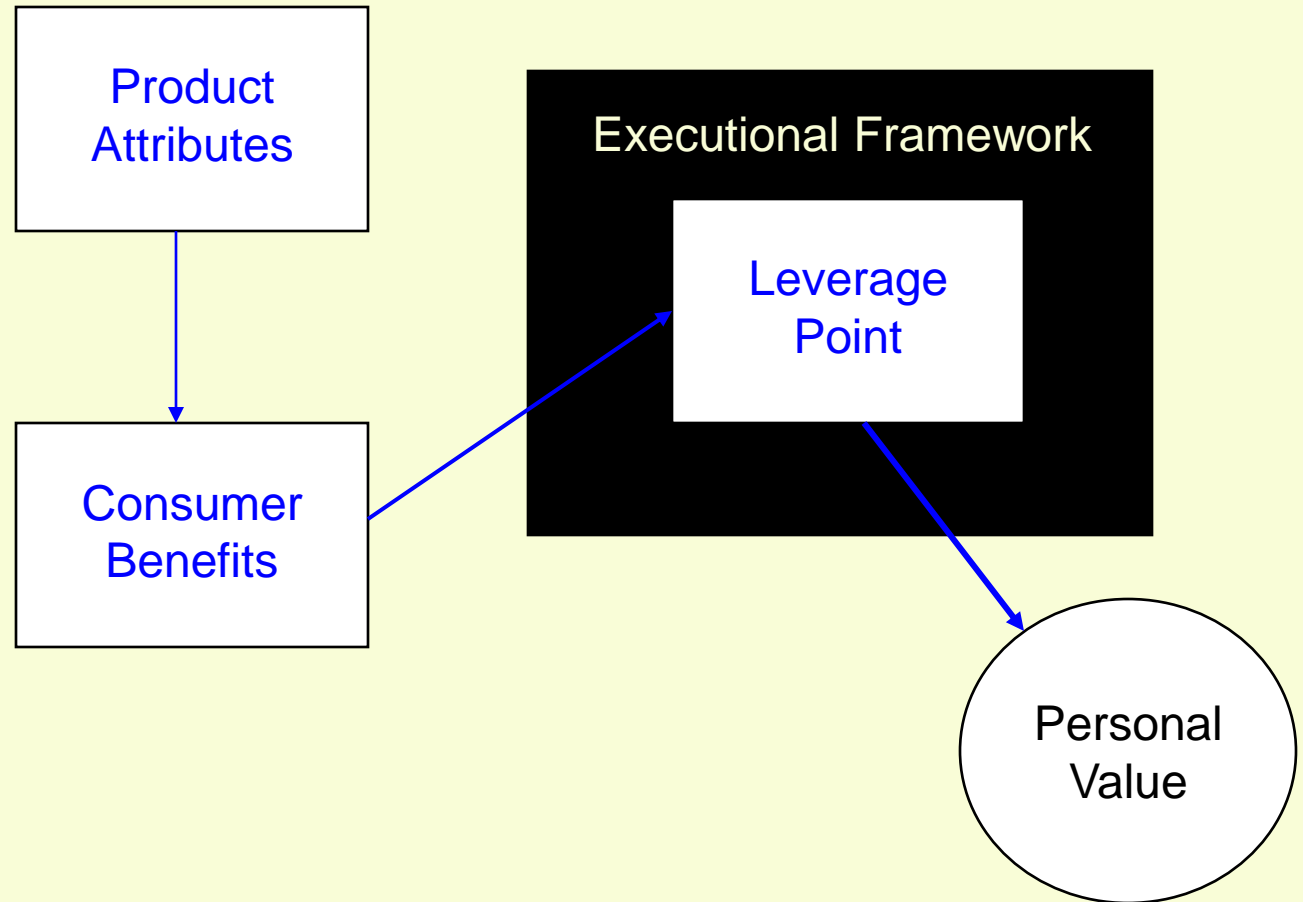 Product
Attributes
Consumer
Benefits
Executional Framework
Leverage
Point
Personal
Value